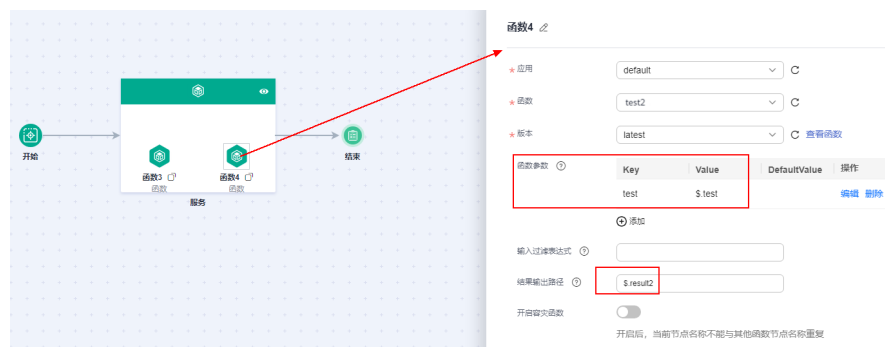 开始
函数3
函数
函数4
函数
服务
结束
函数4
* 应用
default
* 函数
test2
* 版本
latest
查看函数
函数参数
Key Value DefaultValue 操作
test $.test 编辑 删除
添加
输入过滤表达式
结果输出路径
$.result2
开启容灾函数
开启后，当前节点名称不能与其他函数节点名称重复